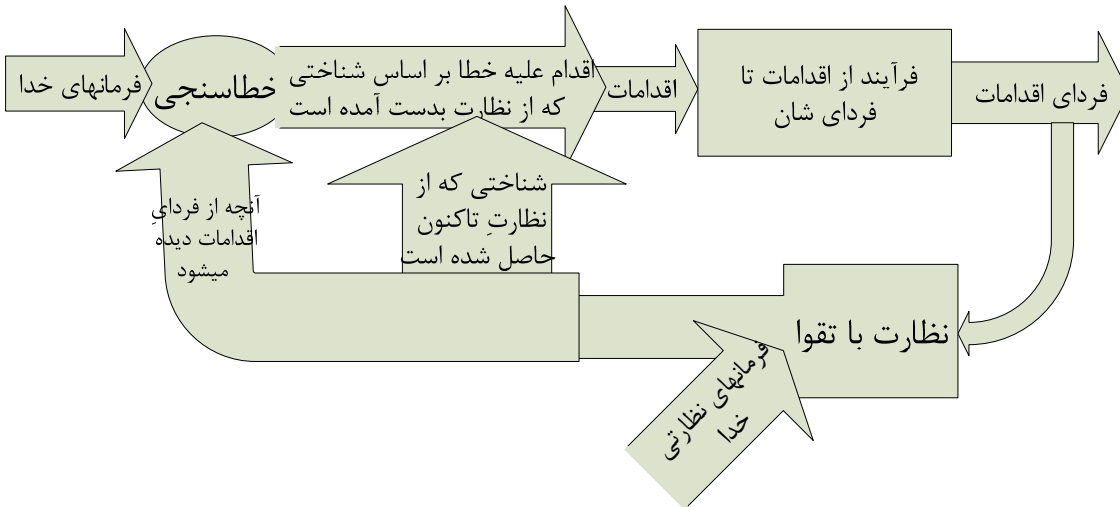 فرمانهای خدا
خطاسنجی
اقدام علیه خطا بر اساس شناختی
که از نظارت بدست آمده است
اقدامات
فرآیند از اقدامات تا
فردای شان
فردای اقدامات
شناختی که از
نظارتِ تاکنون
حاصل شده است
آنچه از فردایِ
اقدامات دیده
میشود
نظارت با تقوا
فرمانهای نظارتی
خدا